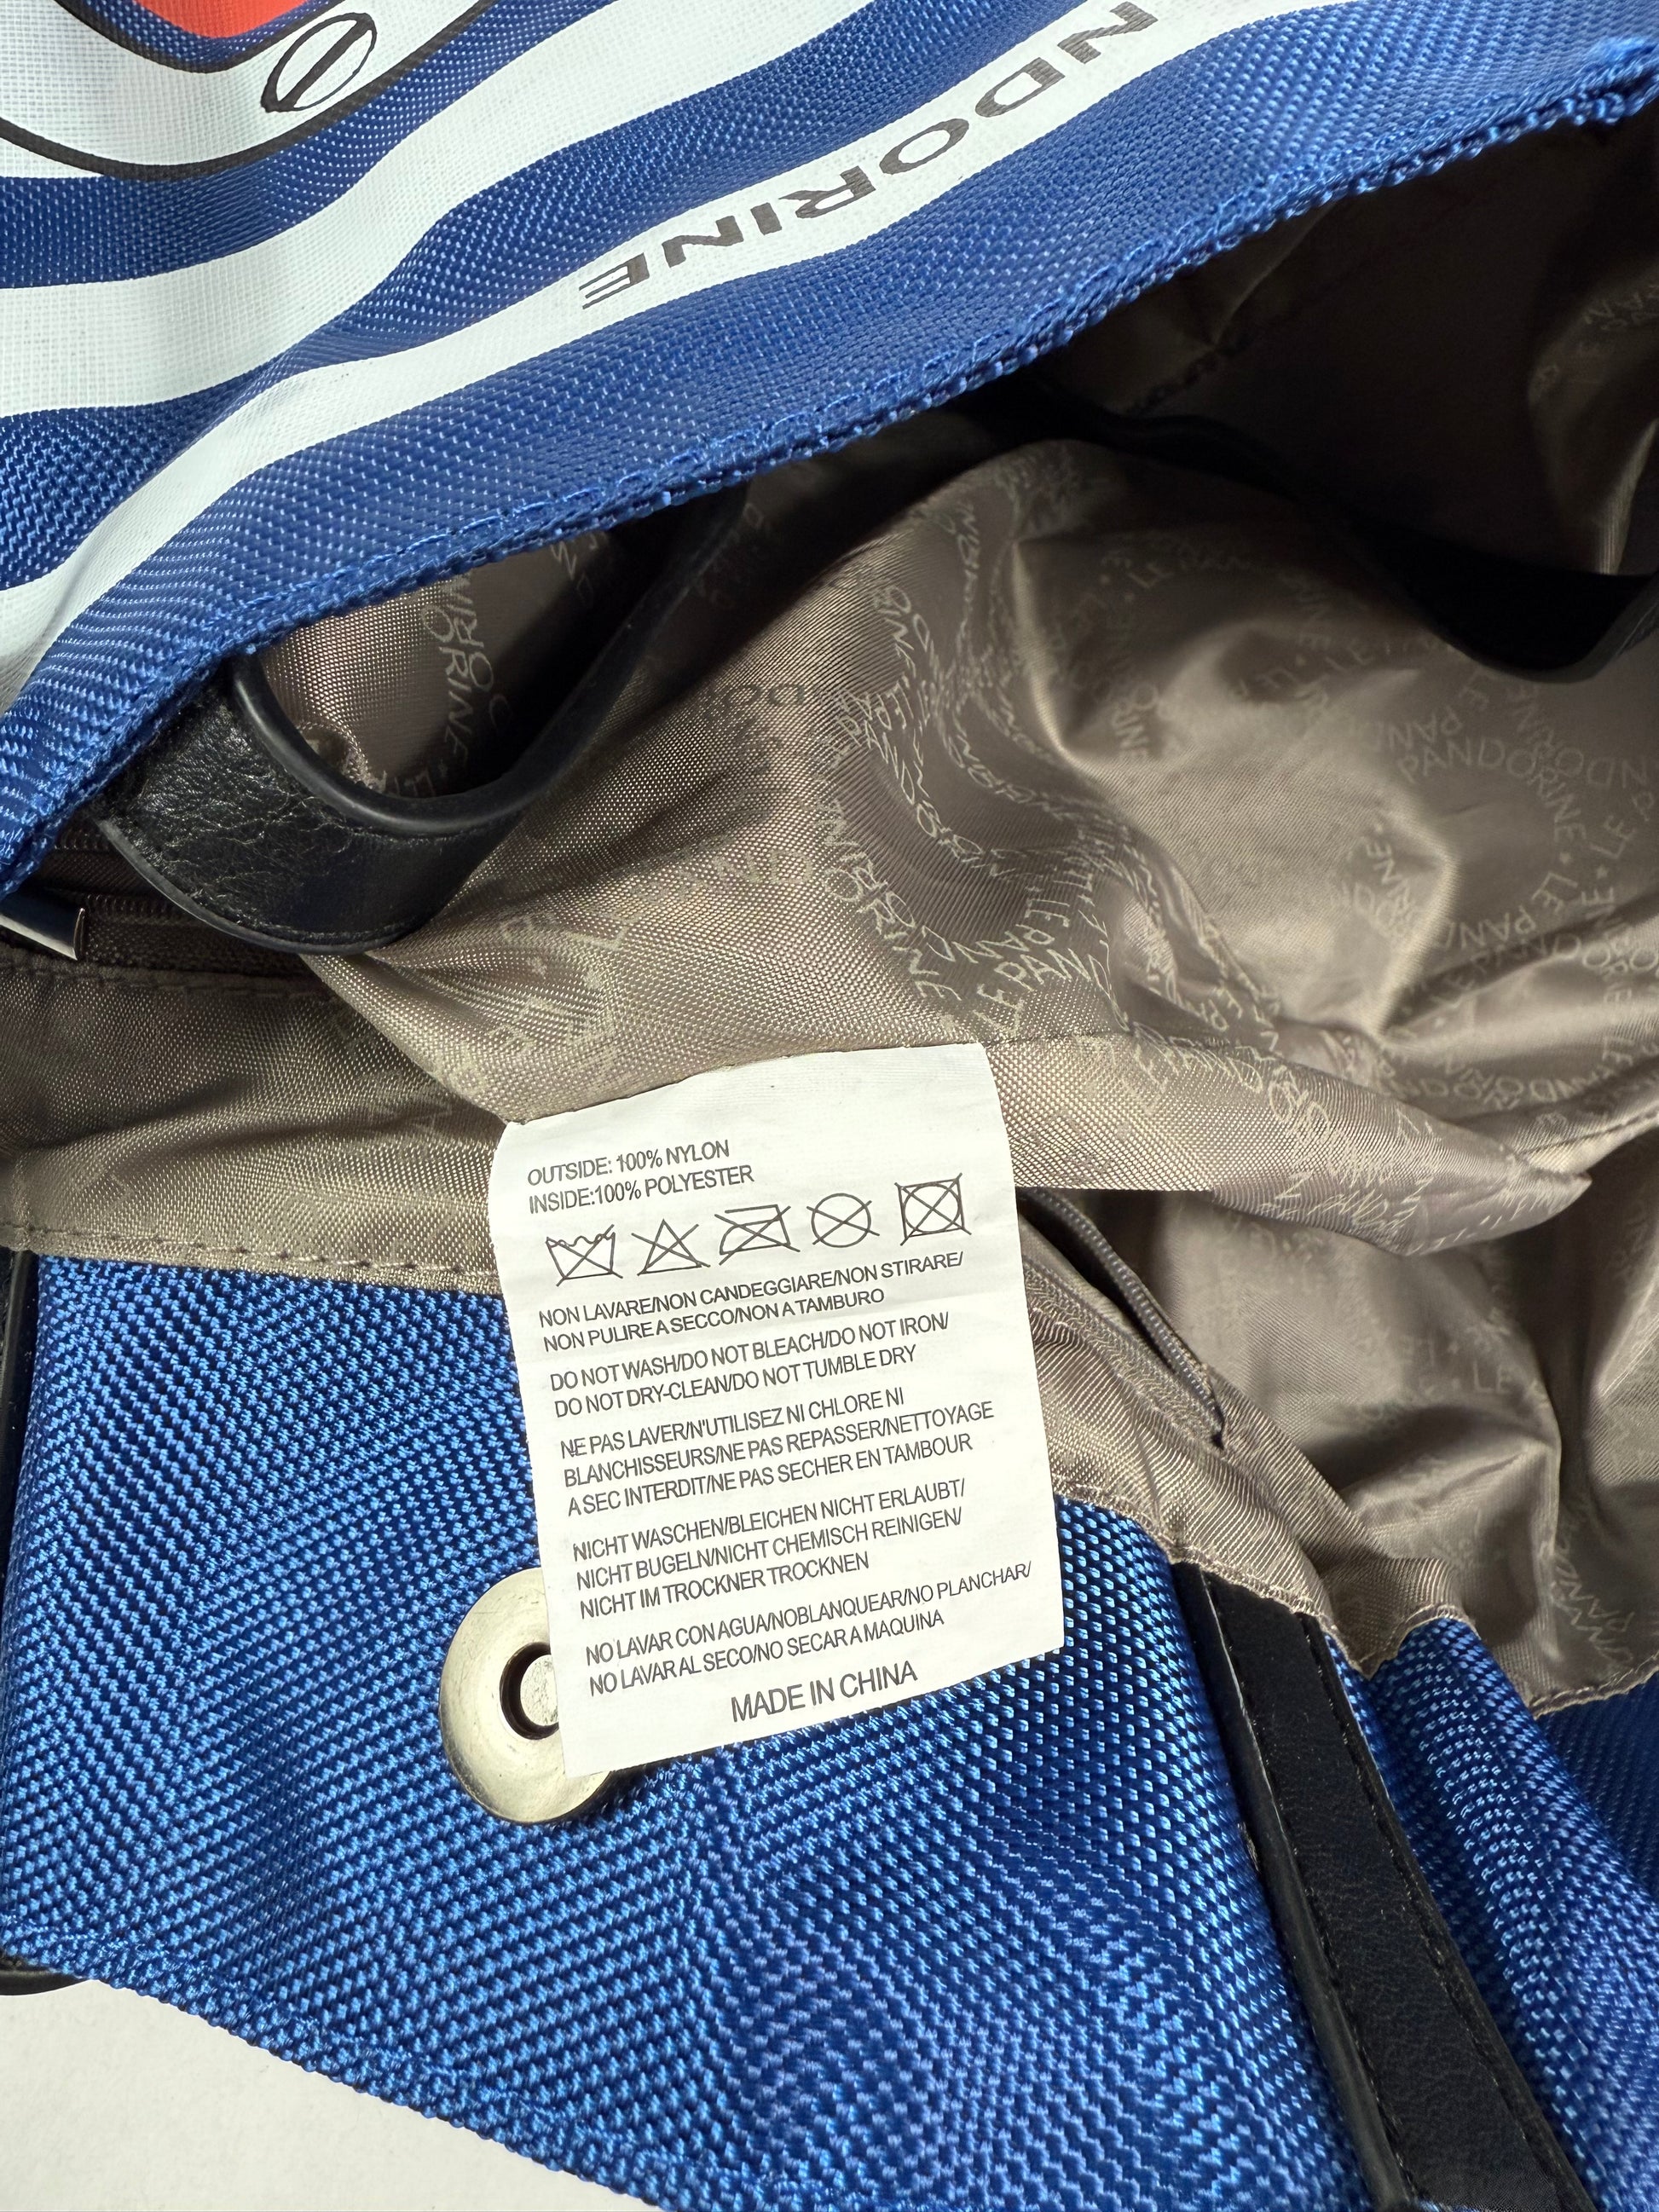 NDORINE
OUTSIDE: 100% NYLON
INSIDE:100% POLYESTER
NON LAVARE/NON CANDEGGIARE/NON STIRARE/
NON PULIRE A SECCO/NON A TAMBURO
DO NOT WASH/DO NOT BLEACH/DO NOT IRON/
DO NOT DRY-CLEAN/DO NOT TUMBLE DRY
NE PAS LAVER/N'UTILISEZ NI CHLORE NI
BLANCHISSEURS/NE PAS REPASSER/NETTOYAGE
A SEC INTERDIT/NE PAS SECHER EN TAMBOUR
NICHT WASCHEN/BLEICHEN NICHT ERLAUBT/
NICHT BUGELN/NICHT CHEMISCH REINIGEN/
NICHT IM TROCKNER TROCKNEN
NO LAVAR CON AGUA/NOBLANQUEAR/NO PLANCHAR/
NO LAVAR AL SECO/NO SECAR A MAQUINA
MADE IN CHINA